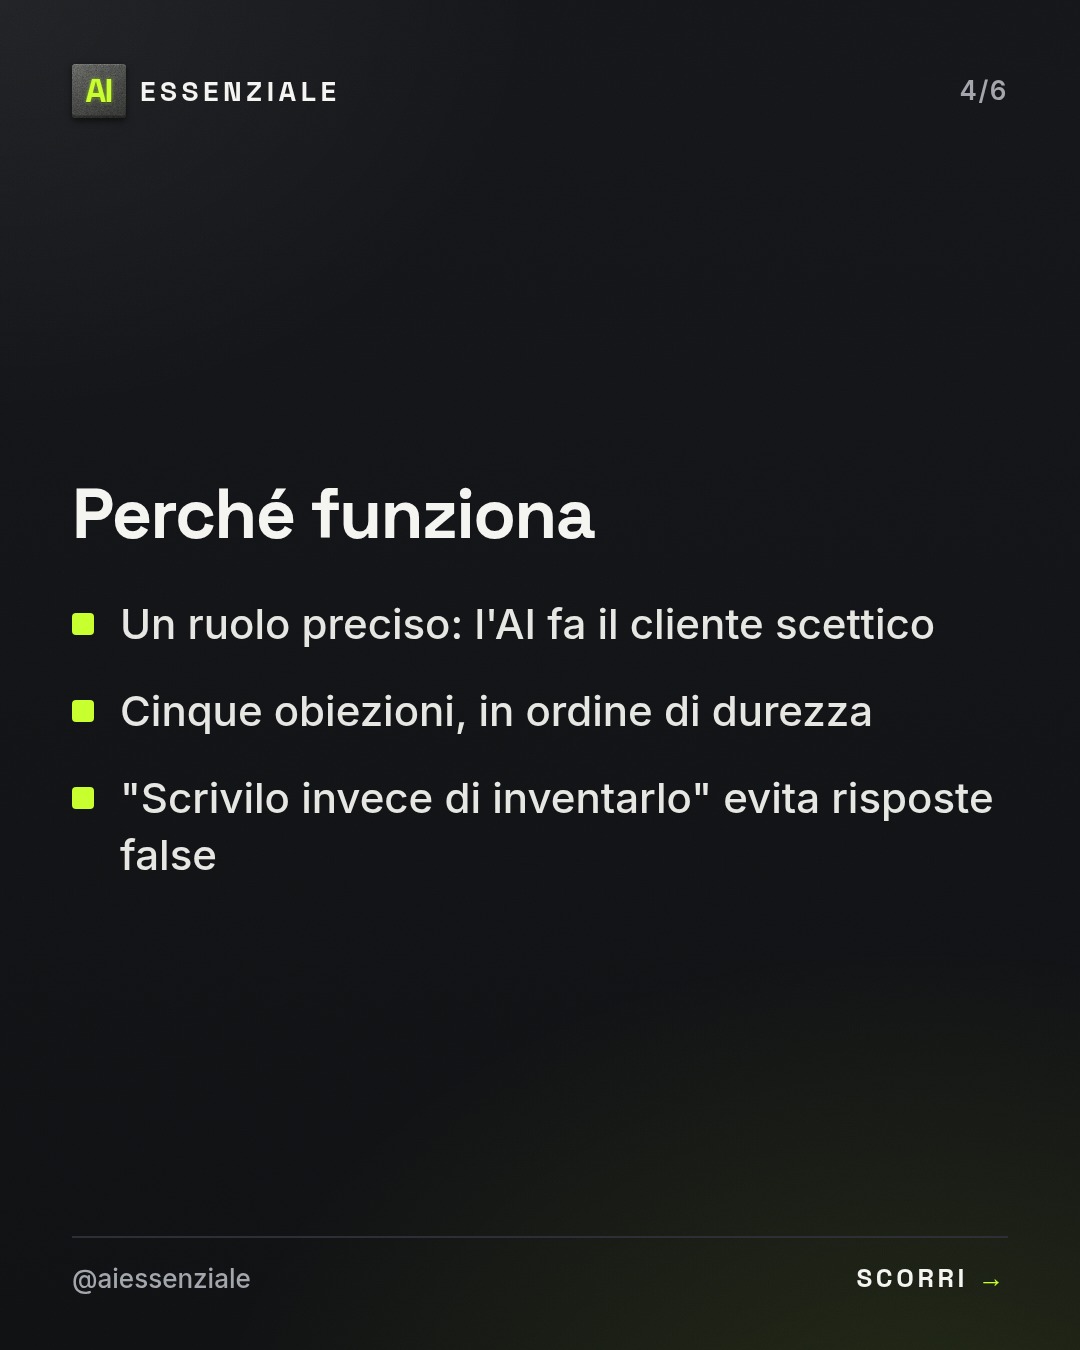 AI ESSENZIALE
4/6
Perché funziona
Un ruolo preciso: l'AI fa il cliente scettico
Cinque obiezioni, in ordine di durezza
"Scrivilo invece di inventarlo" evita risposte
false
@aiessenziale
SCORRI →